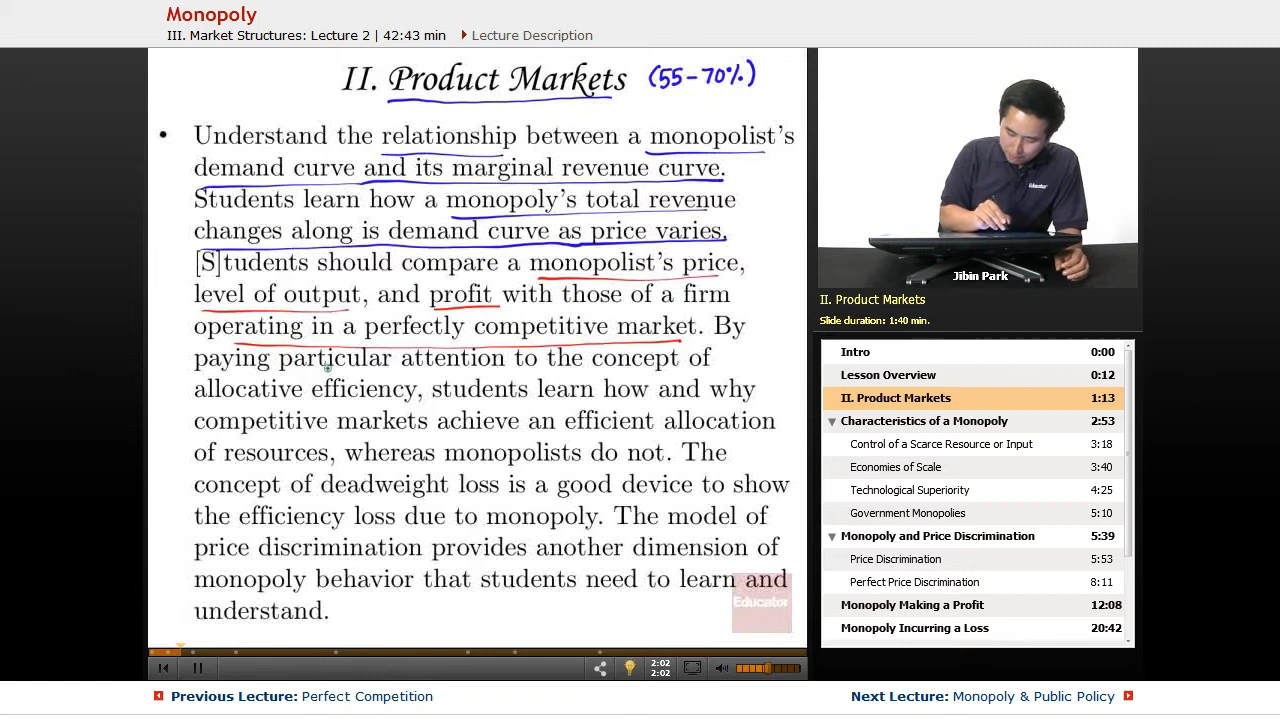 Monopoly
III. Market Structures: Lecture 2 | 42:43 min
Lecture Description
II. Product Markets (55-70%)
• Understand the relationship between a monopolist's
demand curve and its marginal revenue curve.
Students learn how a monopoly's total revenue
changes along is demand curve as price varies.
[S]tudents should compare a monopolist's price,
level of output, and profit with those of a firm
operating in a perfectly competitive market. By
paying particular attention to the concept of
allocative efficiency, students learn how and why
competitive markets achieve an efficient allocation
of resources, whereas monopolists do not. The
concept of deadweight loss is a good device to show
the efficiency loss due to monopoly. The model of
price discrimination provides another dimension of
monopoly behavior that students need to learn and
understand.
Educator
Educator
Jibin Park
II. Product Markets
Slide duration: 1:40 min.
Intro 0:00
Lesson Overview 0:12
II. Product Markets 1:13
Characteristics of a Monopoly 2:53
Control of a Scarce Resource or Input 3:18
Economies of Scale 3:40
Technological Superiority 4:25
Government Monopolies 5:10
Monopoly and Price Discrimination 5:39
Price Discrimination 5:53
Perfect Price Discrimination 8:11
Monopoly Making a Profit 12:08
Monopoly Incurring a Loss 20:42
2:02
2:02
Previous Lecture: Perfect Competition
Next Lecture: Monopoly & Public Policy